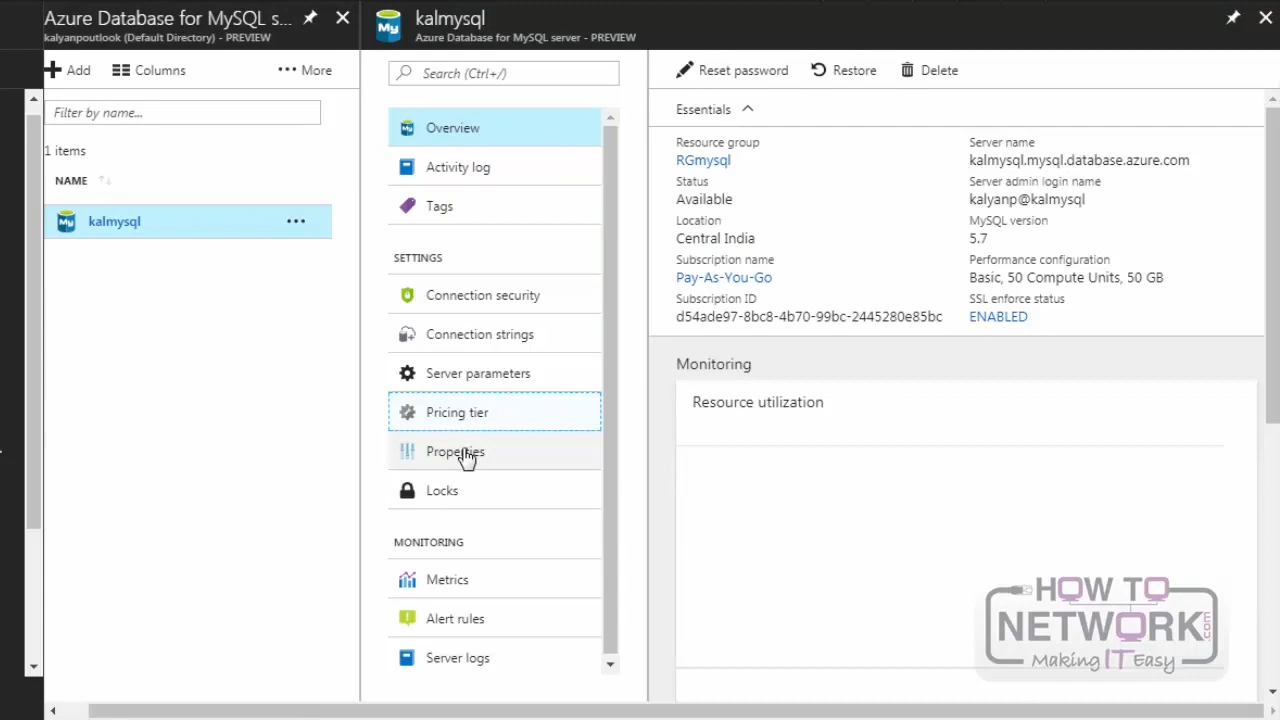 Azure Database for MySQL s...
kalyanpoutlook (Default Directory) - PREVIEW
Add
Columns
More
Filter by name...
1 items
NAME
kalmysql
kalmysql
Azure Database for MySQL server - PREVIEW
Search (Ctrl+/)
Overview
Activity log
Tags
SETTINGS
Connection security
Connection strings
Server parameters
Pricing tier
Properties
Locks
MONITORING
Metrics
Alert rules
Server logs
Reset password
Restore
Delete
Essentials
Resource group
RGmysql
Status
Available
Location
Central India
Subscription name
Pay-As-You-Go
Subscription ID
d54ade97-8bc8-4b70-99bc-2445280e85bc
Server name
kalmysql.mysql.database.azure.com
Server admin login name
kalyanp@kalmysql
MySQL version
5.7
Performance configuration
Basic, 50 Compute Units, 50 GB
SSL enforce status
ENABLED
Monitoring
Resource utilization
HOW TO
NETWORK.com
Making IT Easy